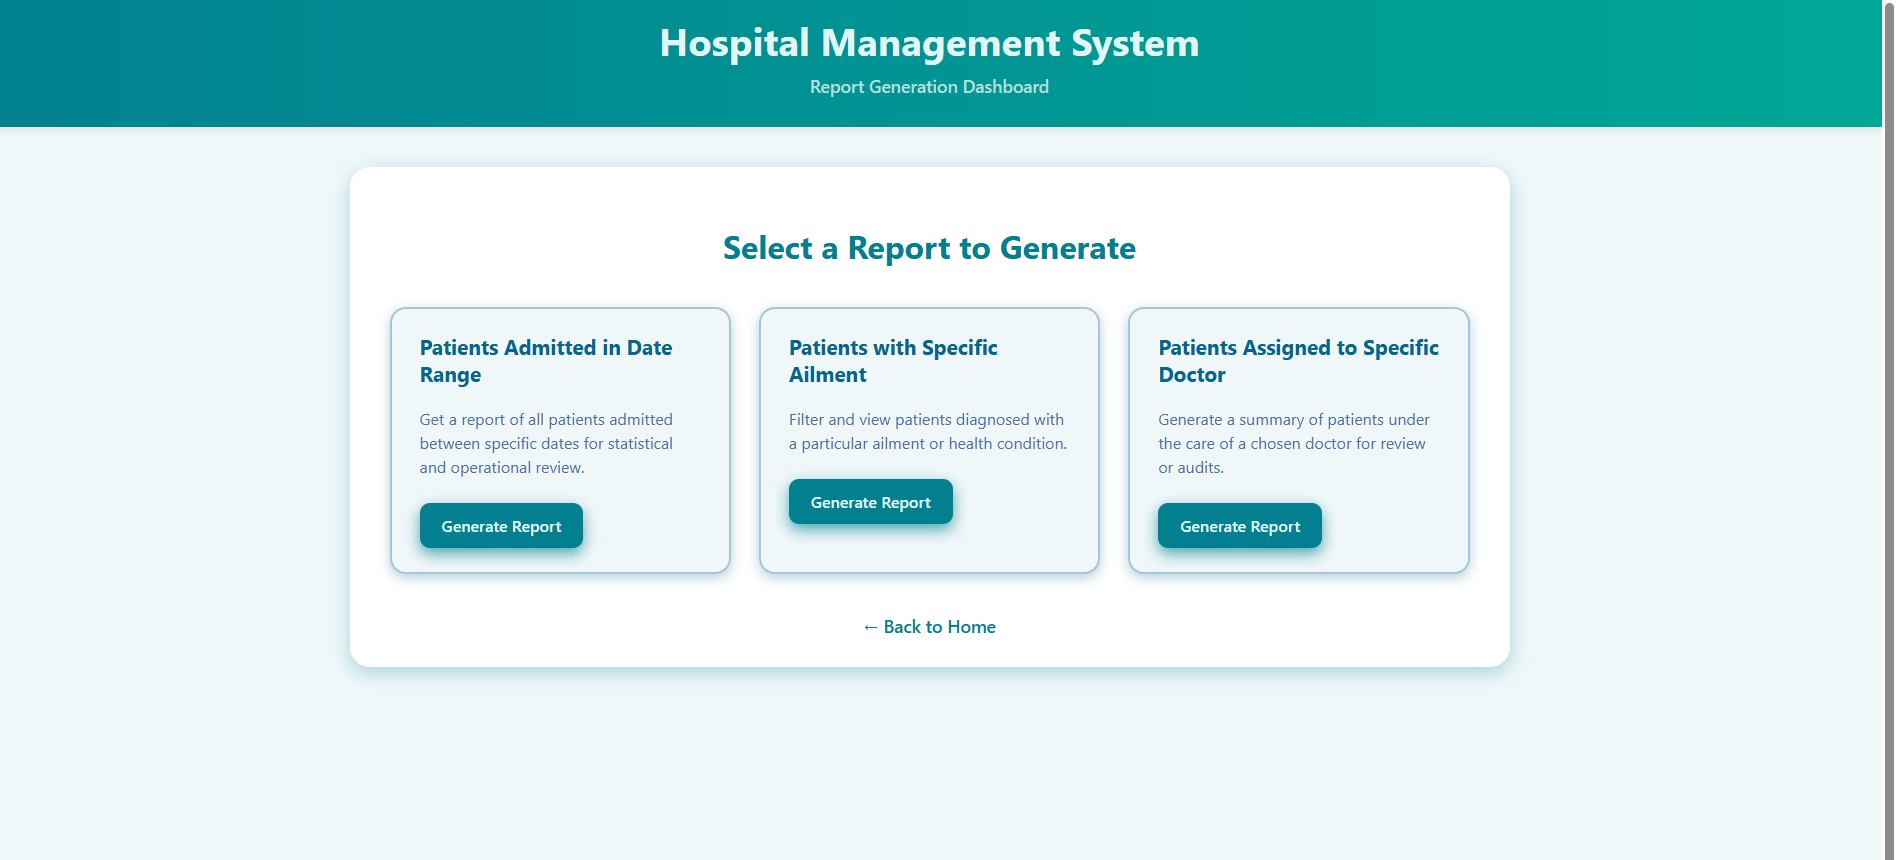 Hospital Management System
Report Generation Dashboard
Select a Report to Generate
Patients Admitted in Date
Range
Get a report of all patients admitted
between specific dates for statistical
and operational review.
Generate Report
Patients with Specific
Ailment
Filter and view patients diagnosed with
a particular ailment or health condition.
Generate Report
Patients Assigned to Specific
Doctor
Generate a summary of patients under
the care of a chosen doctor for review
or audits.
Generate Report
← Back to Home